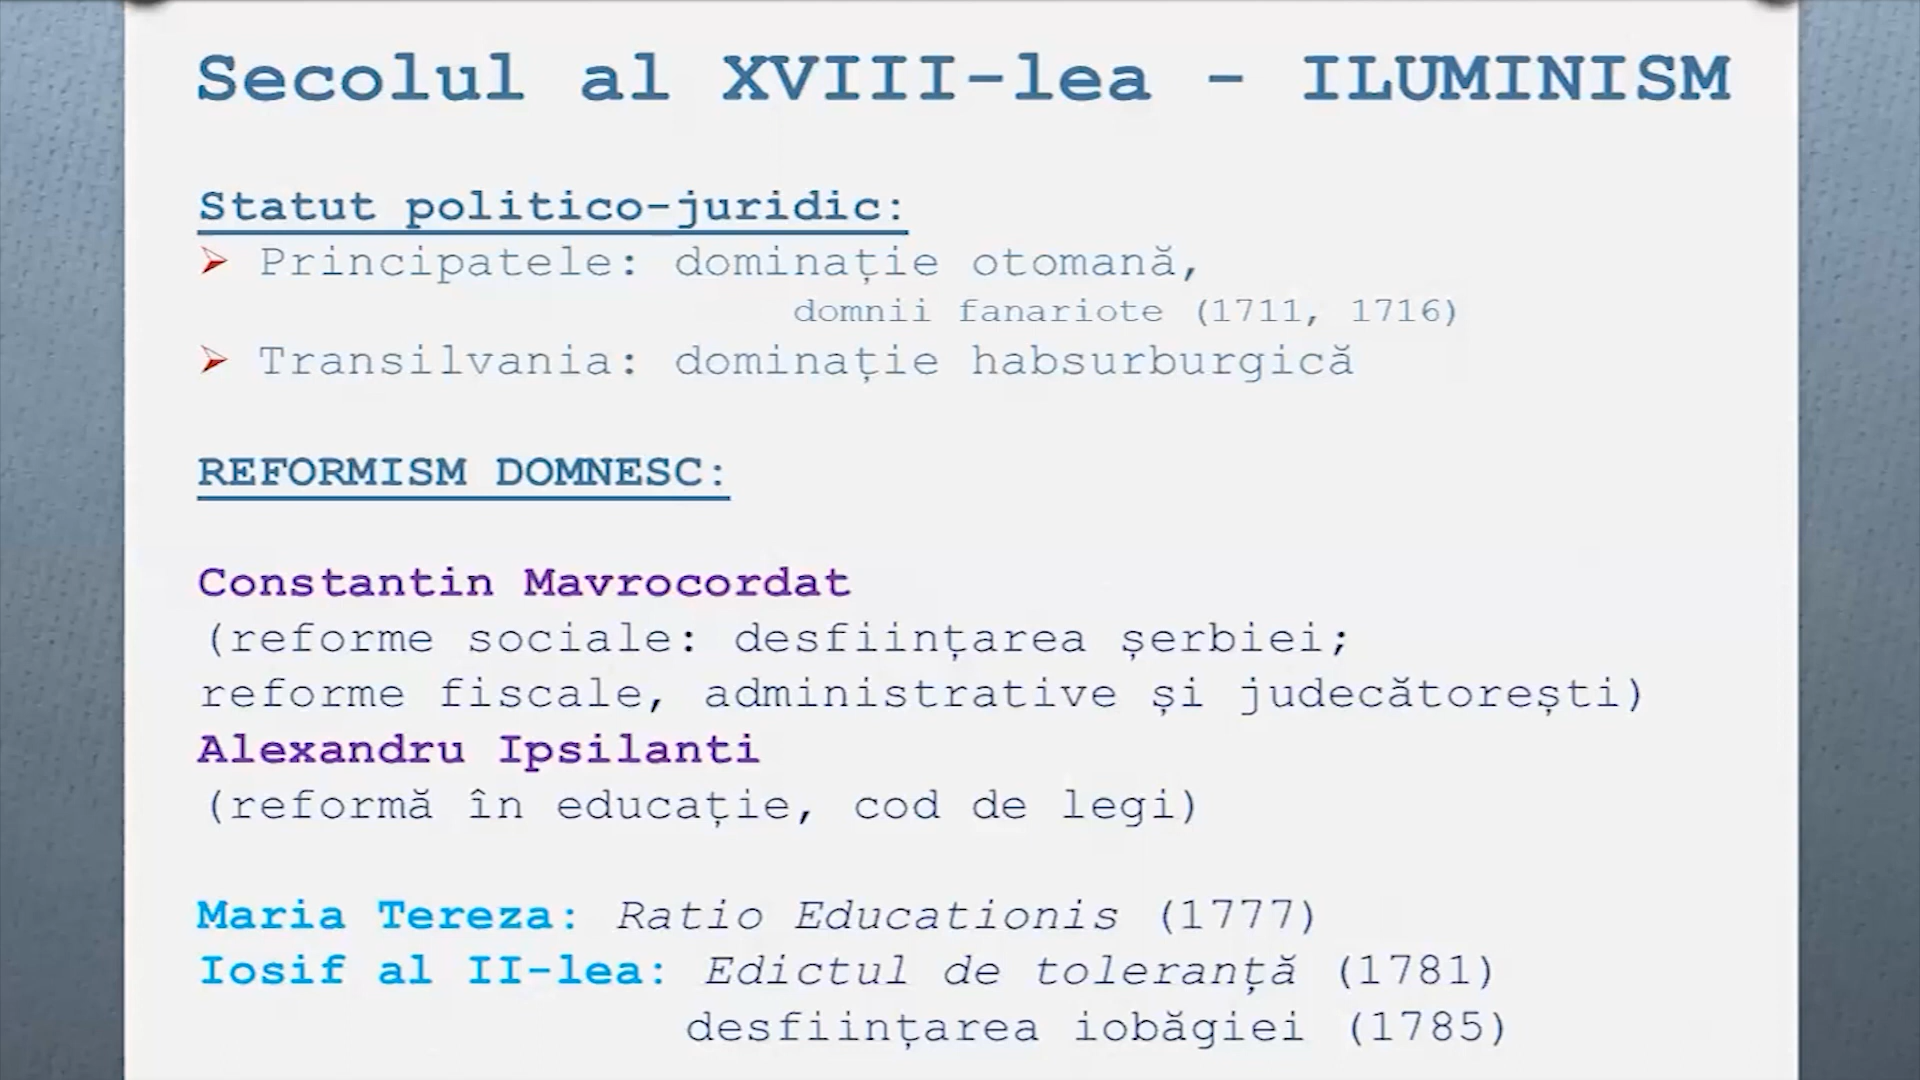 Secolul al XVIII-lea - ILUMINISM
Statut politico-juridic:
Principatele: dominație otomană,
domnii fanariote (1711, 1716)
Transilvania: dominație habsurburgică
REFORMISM DOMNESC:
Constantin Mavrocordat
(reforme sociale: desființarea șerbiei;
reforme fiscale, administrative și judecătorești)
Alexandru Ipsilanti
(reformă în educație, cod de legi)
Maria Tereza: Ratio Educationis (1777)
Iosif al II-lea: Edictul de toleranță (1781)
desființarea iobăgiei (1785)